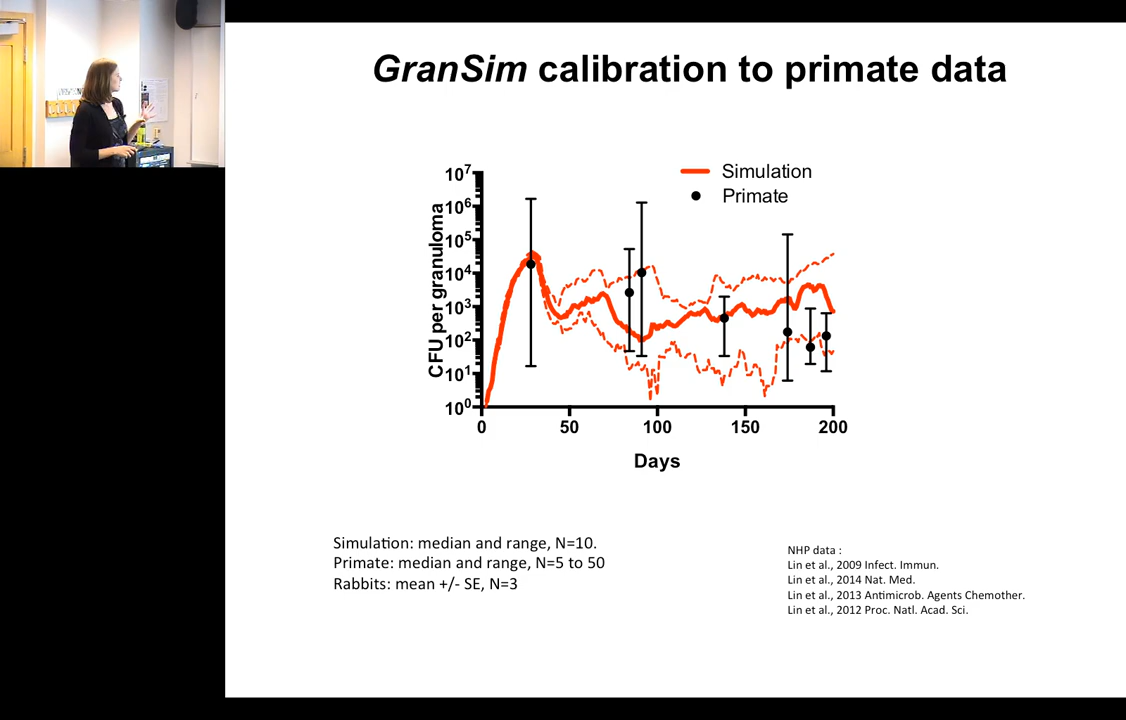 GranSim calibration to primate data
Simulation
Primate
CFU per granuloma
10⁷
10⁶
10⁵
10⁴
10³
10²
10¹
10⁰
0 50 100 150 200
Days
Simulation: median and range, N=10.
Primate: median and range, N=5 to 50
Rabbits: mean +/- SE, N=3
NHP data :
Lin et al., 2009 Infect. Immun.
Lin et al., 2014 Nat. Med.
Lin et al., 2013 Antimicrob. Agents Chemother.
Lin et al., 2012 Proc. Natl. Acad. Sci.